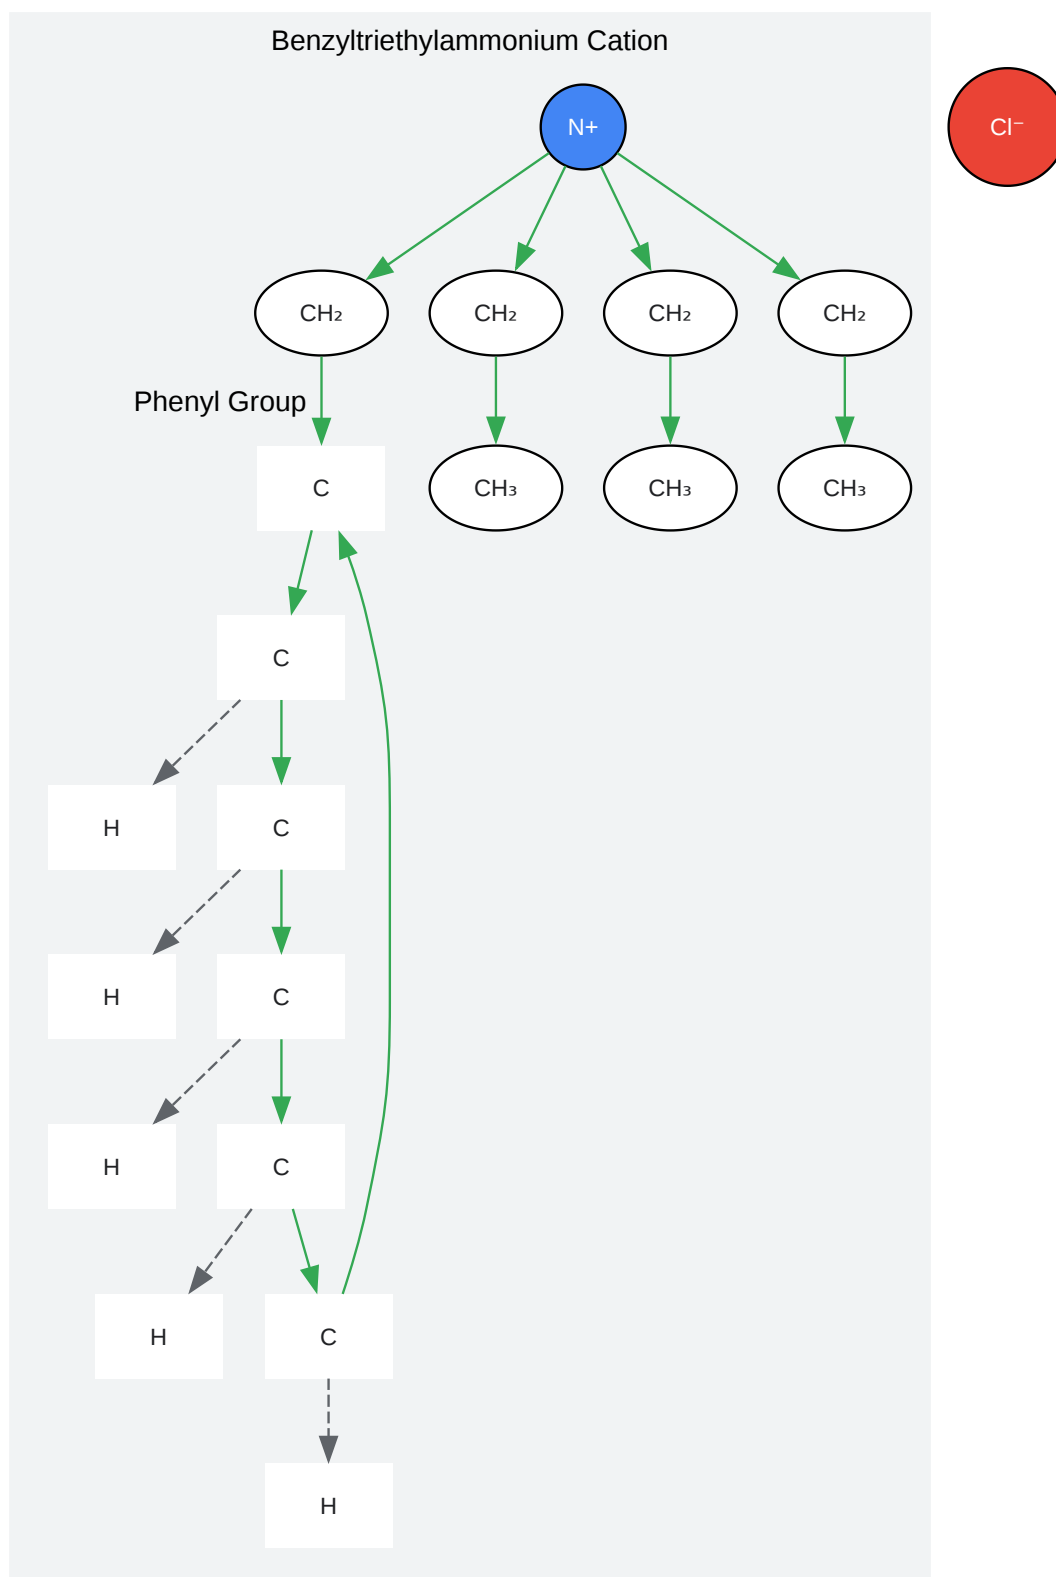 Benzyltriethylammonium Cation
N+
Cl⁻
CH₂
CH₂
CH₂
CH₂
Phenyl Group
C
CH₃
CH₃
CH₃
C
H
C
H
C
H
C
H
C
H